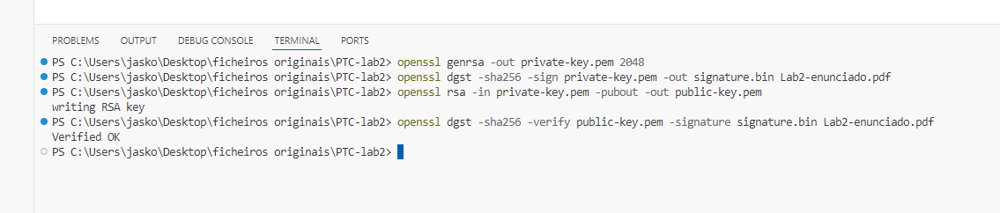 PROBLEMS OUTPUT DEBUG CONSOLE TERMINAL PORTS
PS C:\Users\jasko\Desktop\ficheiros originais\PTC-lab2> openssl genrsa -out private-key.pem 2048
PS C:\Users\jasko\Desktop\ficheiros originais\PTC-lab2> openssl dgst -sha256 -sign private-key.pem -out signature.bin Lab2-enunciado.pdf
PS C:\Users\jasko\Desktop\ficheiros originais\PTC-lab2> openssl rsa -in private-key.pem -pubout -out public-key.pem
writing RSA key
PS C:\Users\jasko\Desktop\ficheiros originais\PTC-lab2> openssl dgst -sha256 -verify public-key.pem -signature signature.bin Lab2-enunciado.pdf
Verified OK
PS C:\Users\jasko\Desktop\ficheiros originais\PTC-lab2>